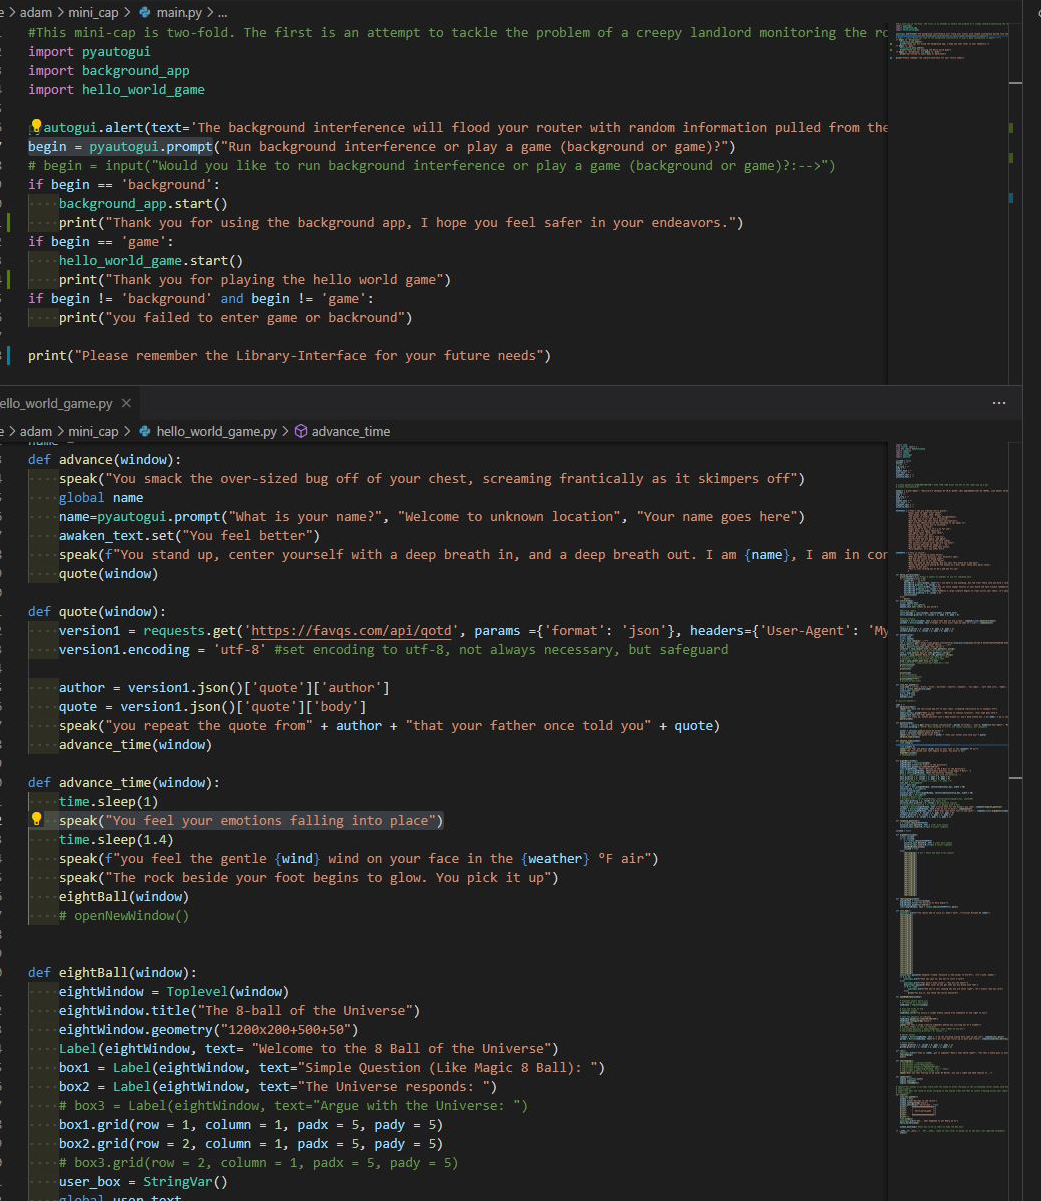 e > adam > mini_cap > main.py > ...
#This mini-cap is two-fold. The first is an attempt to tackle the problem of a creepy landlord monitoring the
import pyautogui
import background_app
import hello_world_game
autogui.alert(text='The background interference will flood your router with random information pulled from the
begin = pyautogui.prompt("Run background interference or play a game (background or game)?")
# begin = input("Would you like to run background interference or play a game (background or game)?:-->")
if begin == 'background':
background_app.start()
print("Thank you for using the background app, I hope you feel safer in your endeavors.")
if begin == 'game':
hello_world_game.start()
print("Thank you for playing the hello world game")
if begin != 'background' and begin != 'game':
print("you failed to enter game or backround")
print("Please remember the Library-Interface for your future needs")
ello_world_game.py ×
e > adam > mini_cap > hello_world_game.py > advance_time
def advance(window):
speak("You smack the over-sized bug off of your chest, screaming frantically as it skimpers off")
global name
name=pyautogui.prompt("What is your name?", "Welcome to unknown location", "Your name goes here")
awaken_text.set("You feel better")
speak(f"You stand up, center yourself with a deep breath in, and a deep breath out. I am {name}, I am in con
quote(window)
def quote(window):
version1 = requests.get('https://favqs.com/api/qotd', params ={'format': 'json'}, headers={'User-Agent': 'My
version1.encoding = 'utf-8' #set encoding to utf-8, not always necessary, but safeguard
author = version1.json()['quote']['author']
quote = version1.json()['quote']['body']
speak("you repeat the quote from" + author + "that your father once told you" + quote)
advance_time(window)
def advance_time(window):
time.sleep(1)
speak("You feel your emotions falling into place")
time.sleep(1.4)
speak(f"you feel the gentle {wind} wind on your face in the {weather} °F air")
speak("The rock beside your foot begins to glow. You pick it up")
eightBall(window)
# openNewWindow()
def eightBall(window):
eightWindow = Toplevel(window)
eightWindow.title("The 8-ball of the Universe")
eightWindow.geometry("1200x200+500+50")
Label(eightWindow, text= "Welcome to the 8 Ball of the Universe")
box1 = Label(eightWindow, text="Simple Question (Like Magic 8 Ball): ")
box2 = Label(eightWindow, text="The Universe responds: ")
# box3 = Label(eightWindow, text="Argue with the Universe: ")
box1.grid(row = 1, column = 1, padx = 5, pady = 5)
box2.grid(row = 2, column = 1, padx = 5, pady = 5)
# box3.grid(row = 2, column = 1, padx = 5, pady = 5)
user_box = StringVar()
global user_text